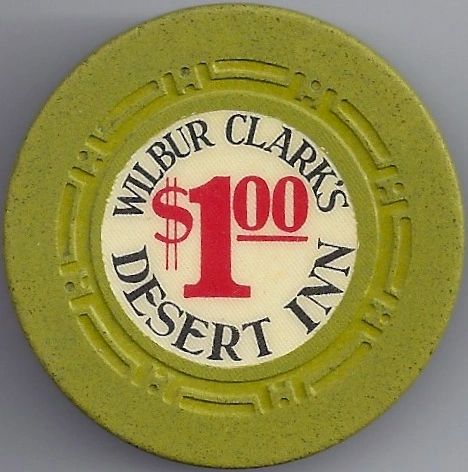 WILBUR CLARK'S
$1.00
DESERT INN